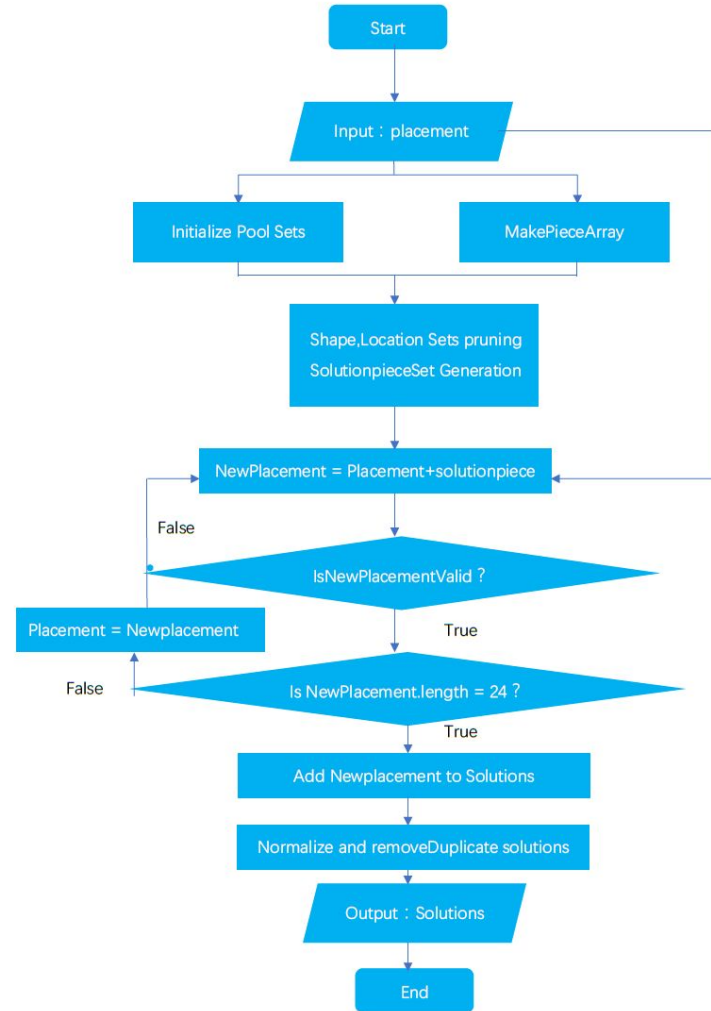 Start
Input：placement
Initialize Pool Sets
MakePieceArray
Shape,Location Sets pruning
SolutionpieceSet Generation
NewPlacement = Placement+solutionpiece
False
IsNewPlacementValid？
Placement = Newplacement
True
False
Is NewPlacement.length = 24？
True
Add Newplacement to Solutions
Normalize and removeDuplicate solutions
Output：Solutions
End